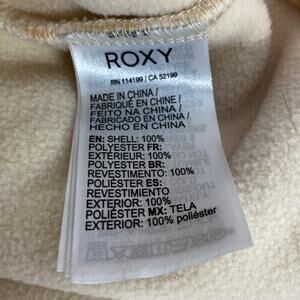 ROXY
RN 114199 / CA 52199
MADE IN CHINA /
FABRIQUÉ EN CHINE /
FEITO NA CHINA /
FABRICADO EN CHINA /
HECHO EN CHINA
EN: SHELL: 100%
POLYESTER FR:
EXTÉRIEUR: 100%
POLYESTER BR:
REVESTIMENTO: 100%
POLIÉSTER ES:
EXTERIOR: 100%
POLIÉSTER MX: TELA
EXTERIOR: 100% poliéster